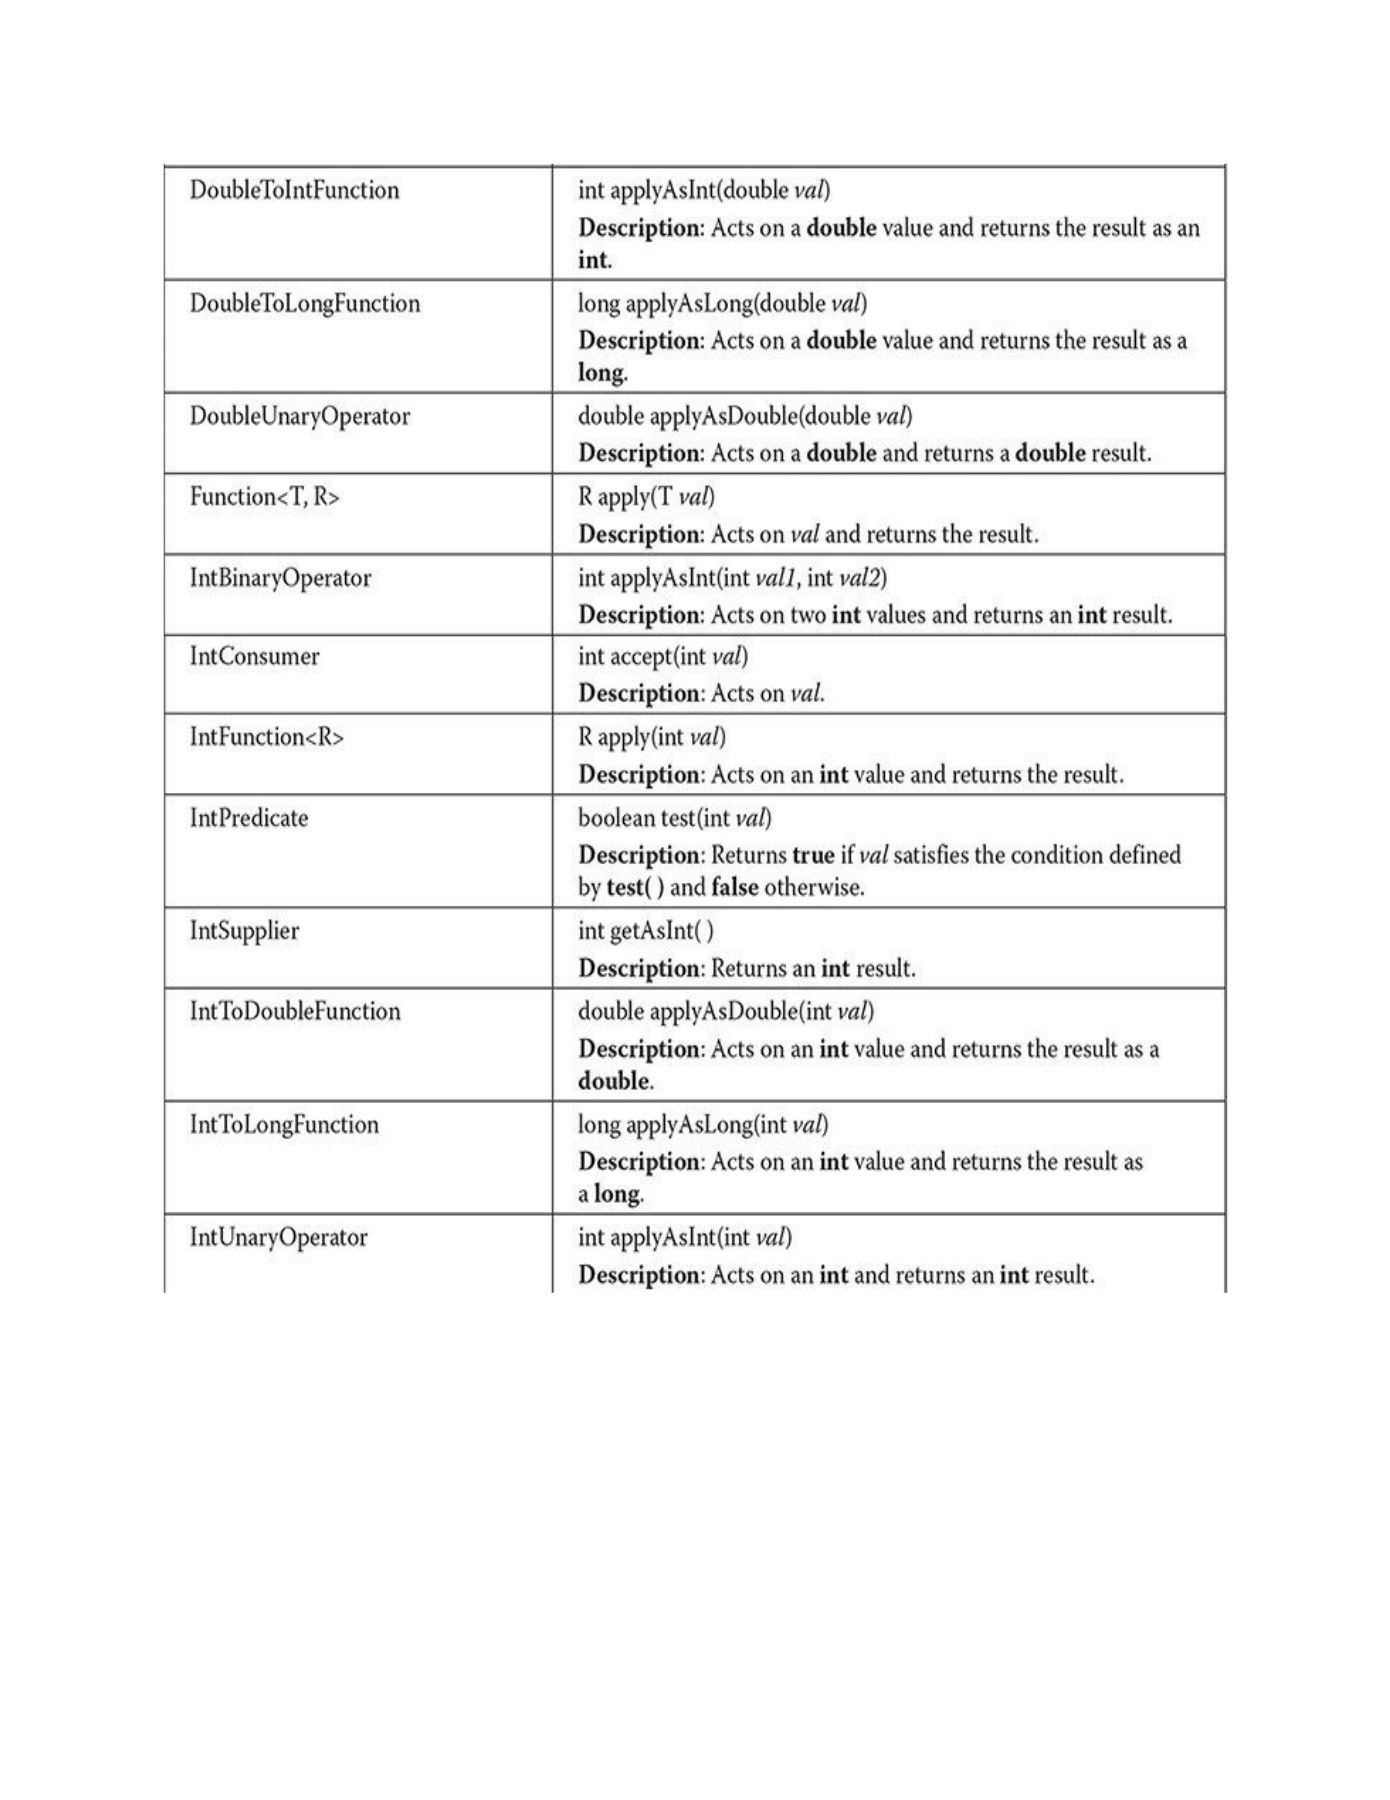 DoubleToIntFunction
int applyAsInt(double val)
Description: Acts on a double value and returns the result as an
int.
DoubleToLongFunction
long applyAsLong(double val)
Description: Acts on a double value and returns the result as a
long.
DoubleUnaryOperator
double applyAsDouble(double val)
Description: Acts on a double and returns a double result.
Function<T, R>
R apply(T val)
Description: Acts on val and returns the result.
IntBinaryOperator
int applyAsInt(int val1, int val2)
Description: Acts on two int values and returns an int result.
IntConsumer
int accept(int val)
Description: Acts on val.
IntFunction<R>
R apply(int val)
Description: Acts on an int value and returns the result.
IntPredicate
boolean test(int val)
Description: Returns true if val satisfies the condition defined
by test( ) and false otherwise.
IntSupplier
int getAsInt( )
Description: Returns an int result.
IntToDoubleFunction
double applyAsDouble(int val)
Description: Acts on an int value and returns the result as a
double.
IntToLongFunction
long applyAsLong(int val)
Description: Acts on an int value and returns the result as
a long.
IntUnaryOperator
int applyAsInt(int val)
Description: Acts on an int and returns an int result.